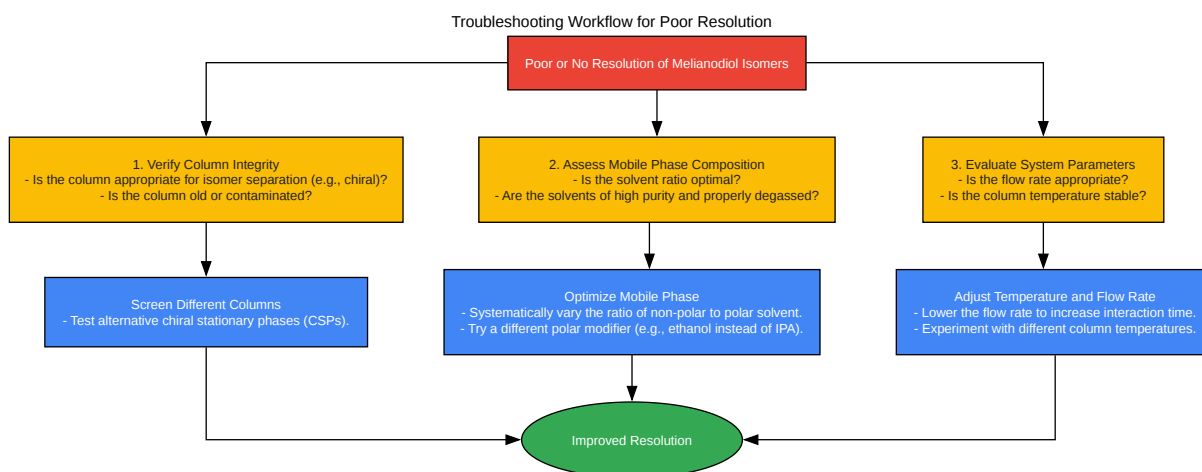 Troubleshooting Workflow for Poor Resolution
Poor or No Resolution of Melianodiol Isomers
1. Verify Column Integrity
- Is the column appropriate for isomer separation (e.g., chiral)?
- Is the column old or contaminated?
2. Assess Mobile Phase Composition
- Is the solvent ratio optimal?
- Are the solvents of high purity and properly degassed?
3. Evaluate System Parameters
- Is the flow rate appropriate?
- Is the column temperature stable?
Screen Different Columns
- Test alternative chiral stationary phases (CSPs).
Optimize Mobile Phase
- Systematically vary the ratio of non-polar to polar solvent.
- Try a different polar modifier (e.g., ethanol instead of IPA).
Adjust Temperature and Flow Rate
- Lower the flow rate to increase interaction time.
- Experiment with different column temperatures.
Improved Resolution